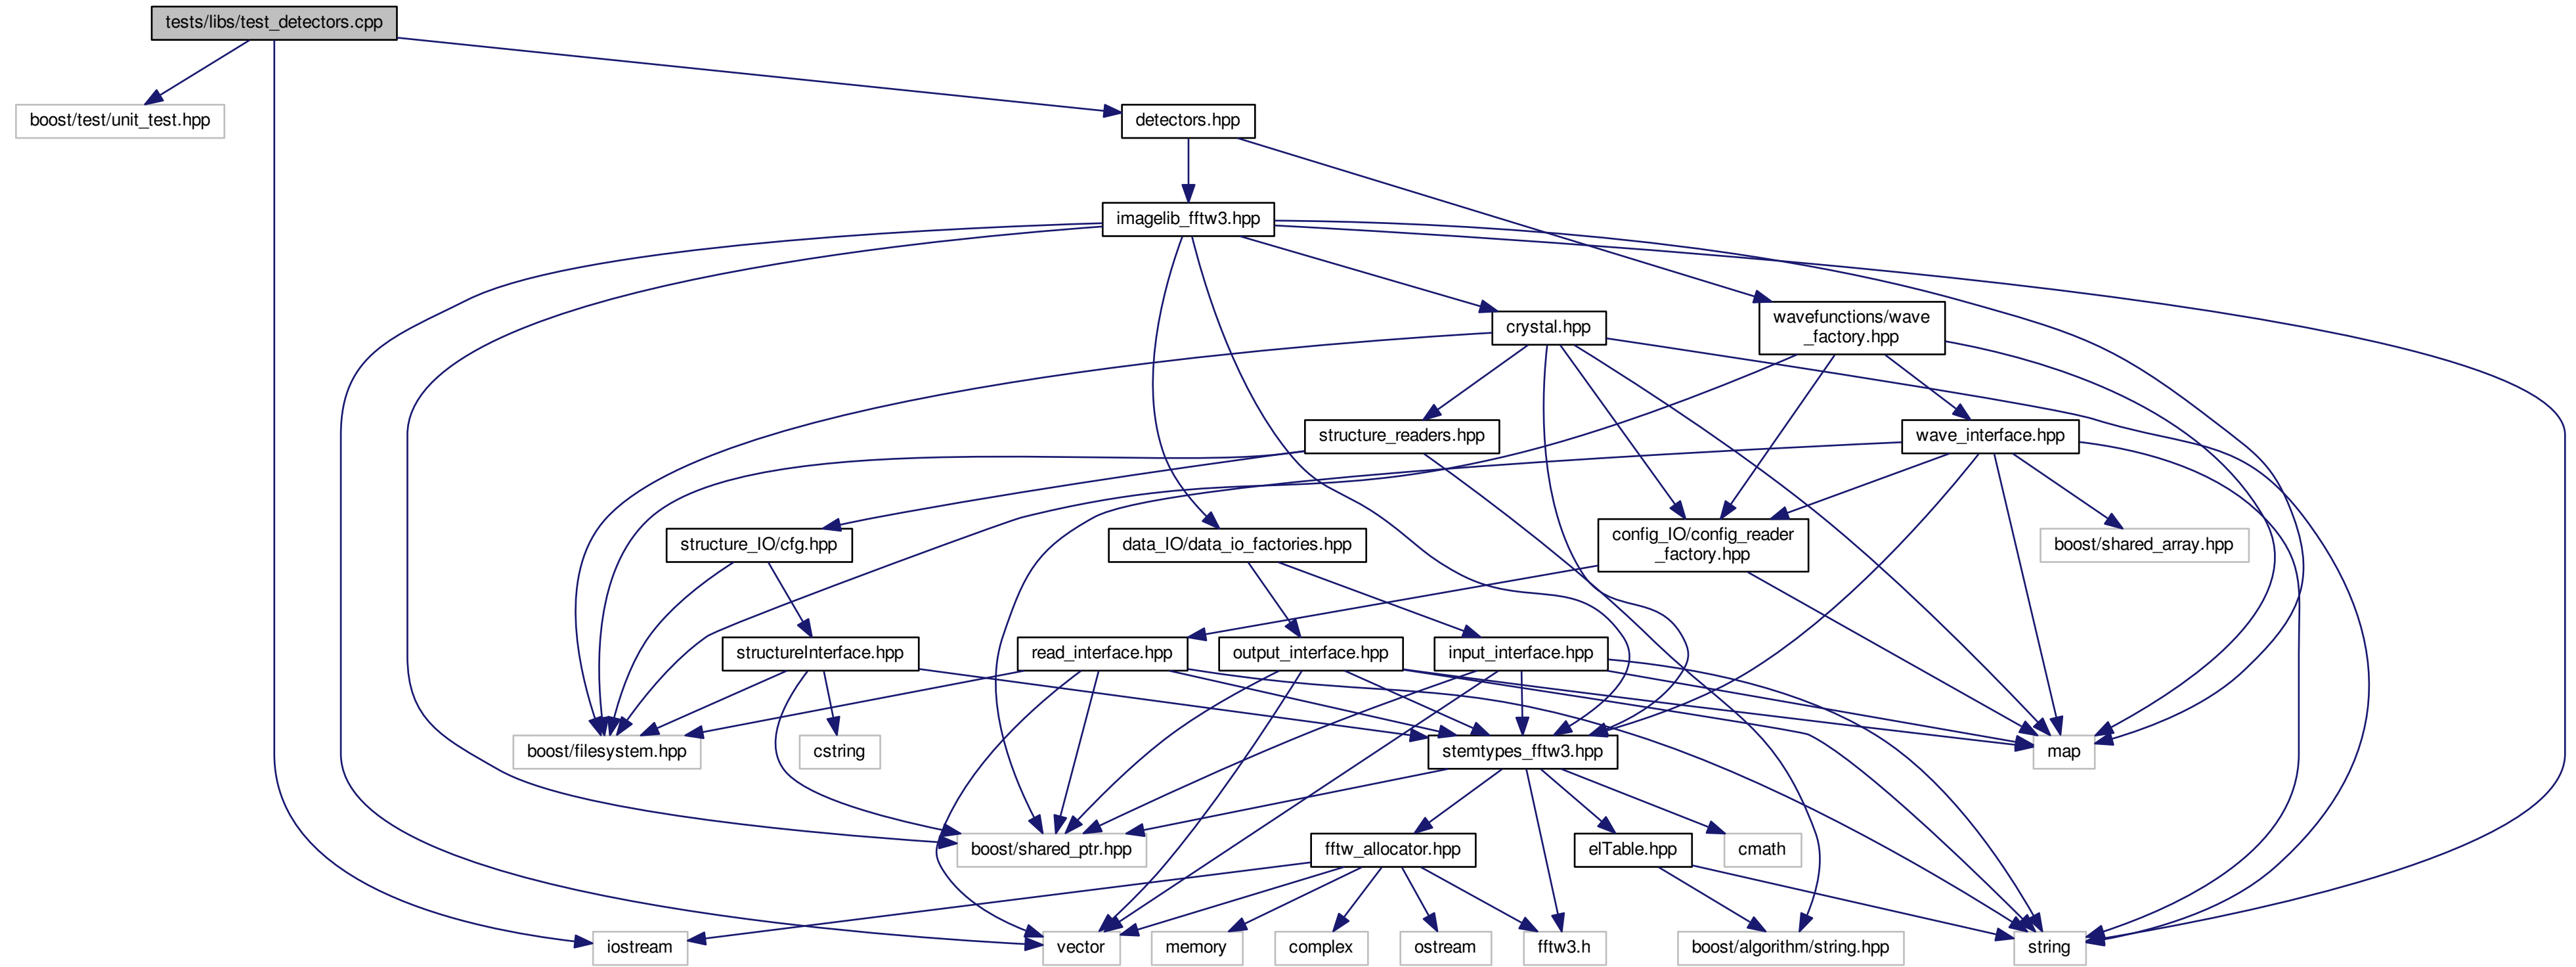 tests/libs/test_detectors.cpp
boost/test/unit_test.hpp
detectors.hpp
imagelib_fftw3.hpp
crystal.hpp
wavefunctions/wave
_factory.hpp
structure_readers.hpp
wave_interface.hpp
structure_IO/cfg.hpp
data_IO/data_io_factories.hpp
config_IO/config_reader
_factory.hpp
boost/shared_array.hpp
structureInterface.hpp
read_interface.hpp
output_interface.hpp
input_interface.hpp
boost/filesystem.hpp
cstring
stemtypes_fftw3.hpp
map
boost/shared_ptr.hpp
fftw_allocator.hpp
elTable.hpp
cmath
iostream
vector
memory
complex
ostream
fftw3.h
boost/algorithm/string.hpp
string